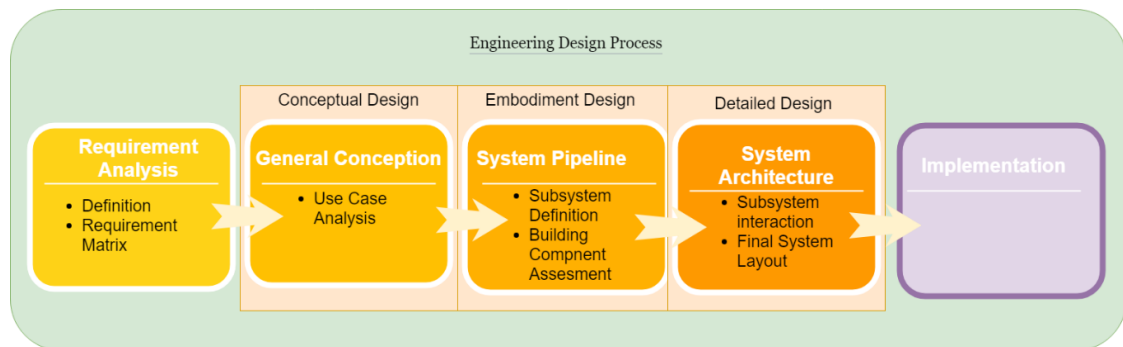 Engineering Design Process
Conceptual Design
Embodiment Design
Detailed Design
Requirement
Analysis
• Definition
• Requirement
Matrix
General Conception
• Use Case
Analysis
System Pipeline
• Subsystem
Definition
• Building
Compnent
Assesment
System
Architecture
• Subsystem
interaction
• Final System
Layout
Implementation